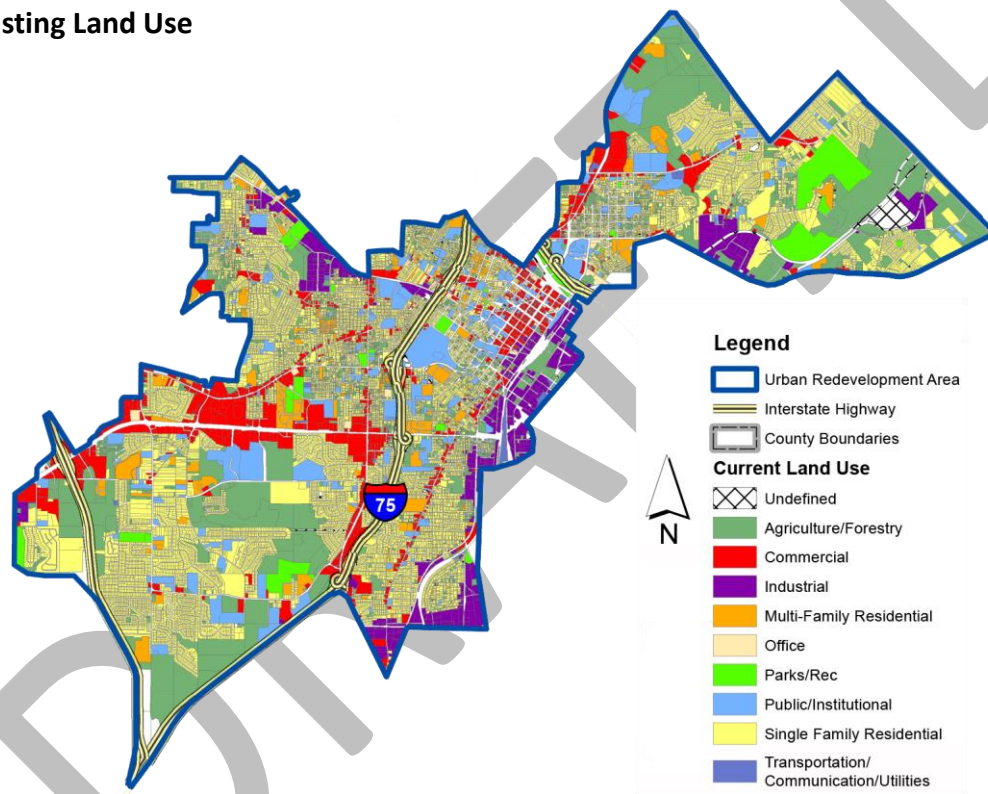 sting Land Use
75
N
Legend
Urban Redevelopment Area
Interstate Highway
County Boundaries
Current Land Use
Undefined
Agriculture/Forestry
Commercial
Industrial
Multi-Family Residential
Office
Parks/Rec
Public/Institutional
Single Family Residential
Transportation/
Communication/Utilities